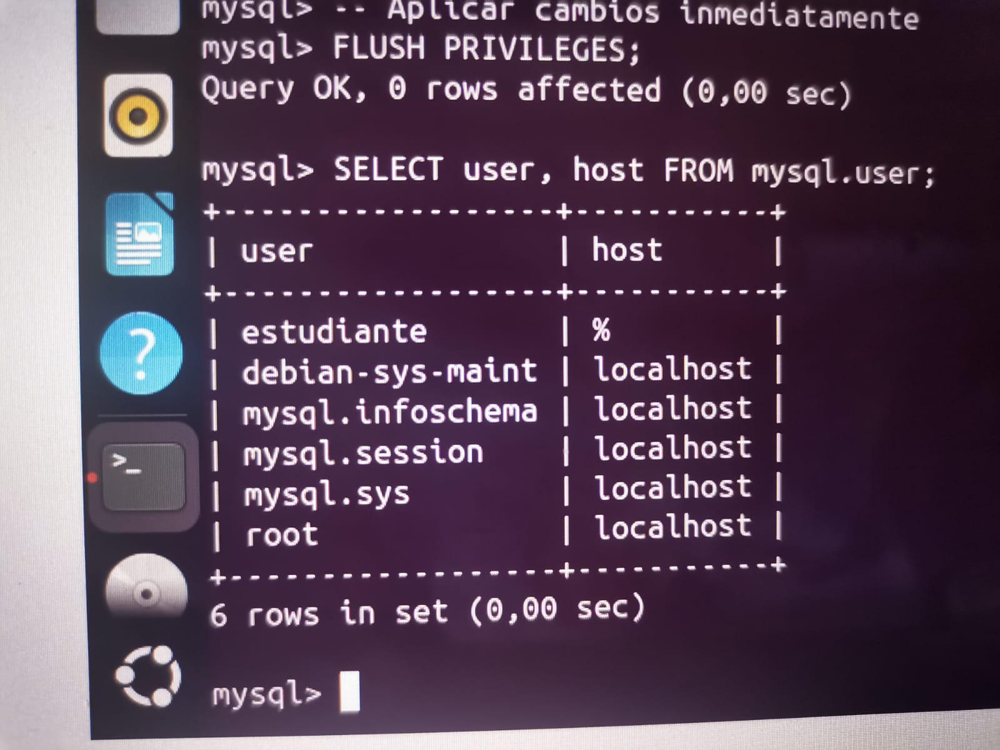 mysql> -- Aplicar cambios inmediatamente
mysql> FLUSH PRIVILEGES;
Query OK, 0 rows affected (0,00 sec)

mysql> SELECT user, host FROM mysql.user;
+------------------+-----------+
| user             | host      |
+------------------+-----------+
| estudiante       | %         |
| debian-sys-maint | localhost |
| mysql.infoschema | localhost |
| mysql.session    | localhost |
| mysql.sys        | localhost |
| root             | localhost |
+------------------+-----------+
6 rows in set (0,00 sec)

mysql>